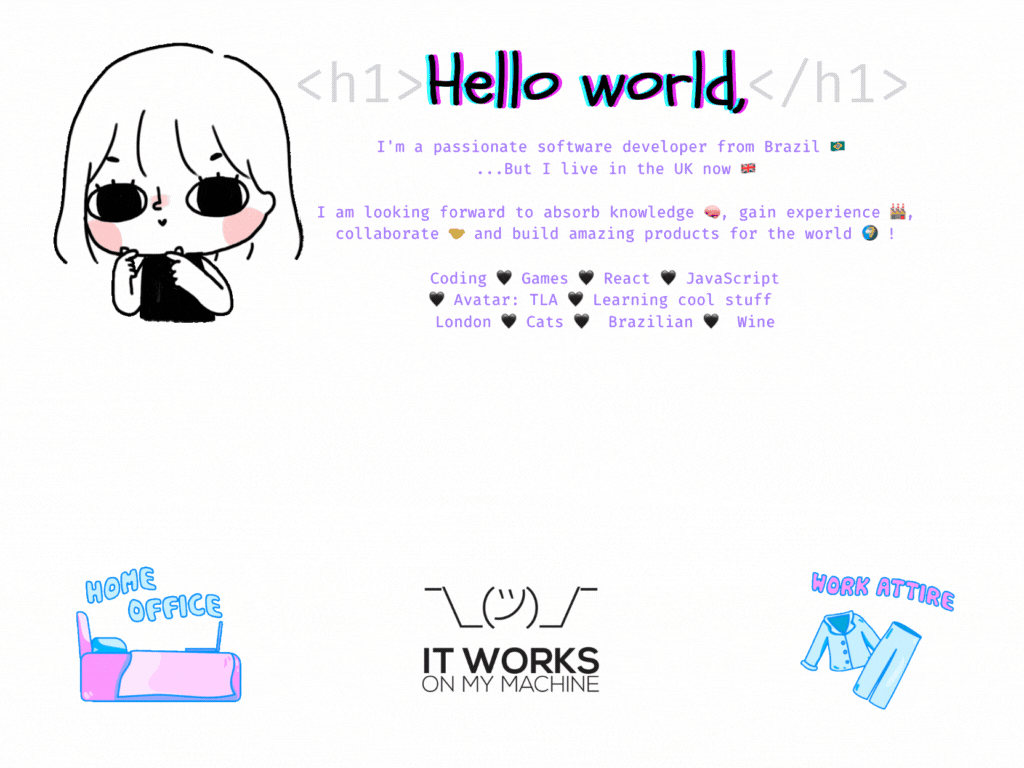 <h1>Hello world,</h1>
I'm a passionate software developer from Brazil 🇧🇷
...But I live in the UK now 🇬🇧
I am looking forward to absorb knowledge 🧠, gain experience 🏭,
collaborate 🤝 and build amazing products for the world 🌍 !
Coding 🖤 Games 🖤 React 🖤 JavaScript
🖤 Avatar: TLA 🖤 Learning cool stuff
London 🖤 Cats 🖤 Brazilian 🖤 Wine
HOME
OFFICE
¯\_(ツ)_/¯
IT WORKS
ON MY MACHINE
WORK ATTIRE